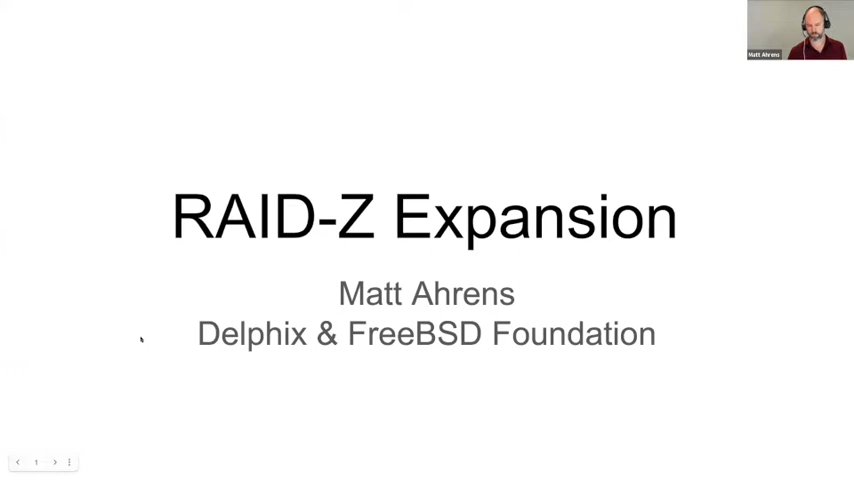 Matt Ahrens
RAID-Z Expansion
Matt Ahrens
Delphix & FreeBSD Foundation
1